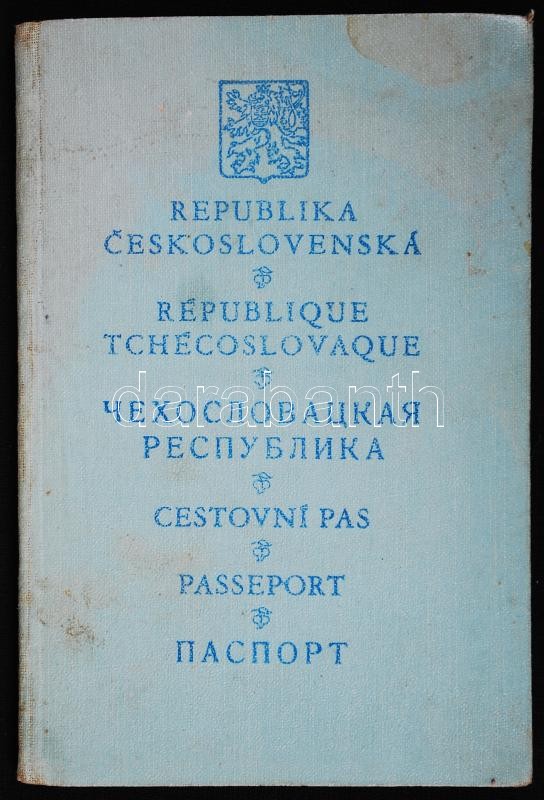 REPUBLIKA
ČESKOSLOVENSKÁ
RÉPUBLIQUE
TCHÉCOSLOVAQUE
darabanth
ЧЕХОСЛОВАЦКАЯ
РЕСПУБЛИКА
CESTOVNÍ PAS
PASSEPORT
ПАСПОРТ